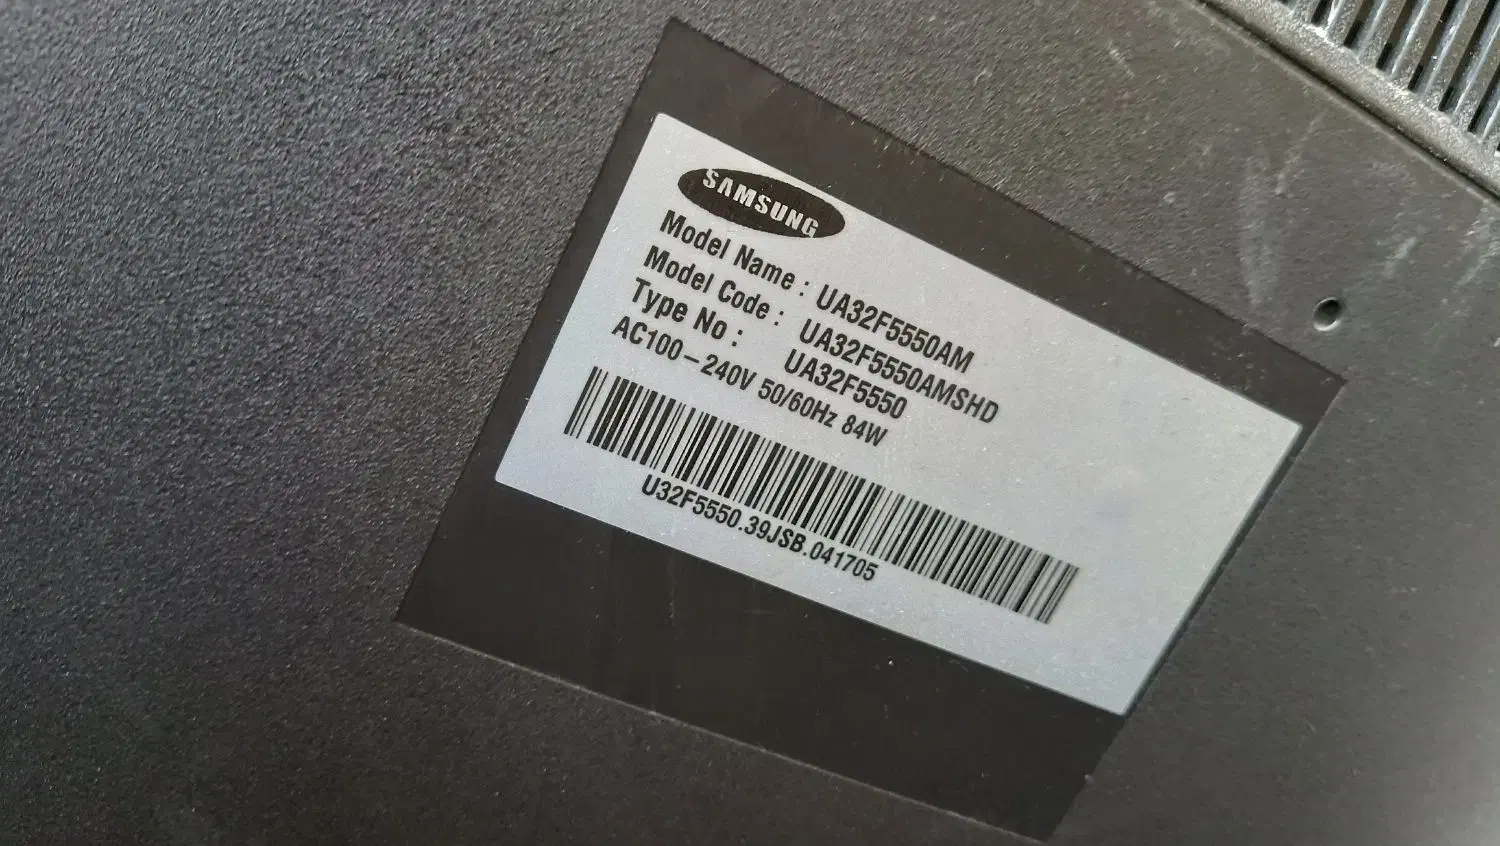 SAMSUNG
Model Name : UA32F5550AM
Model Code : UA32F5550AMSHD
Type No : UA32F5550
AC100-240V 50/60Hz 84W
U32F5550.39JSB.041705